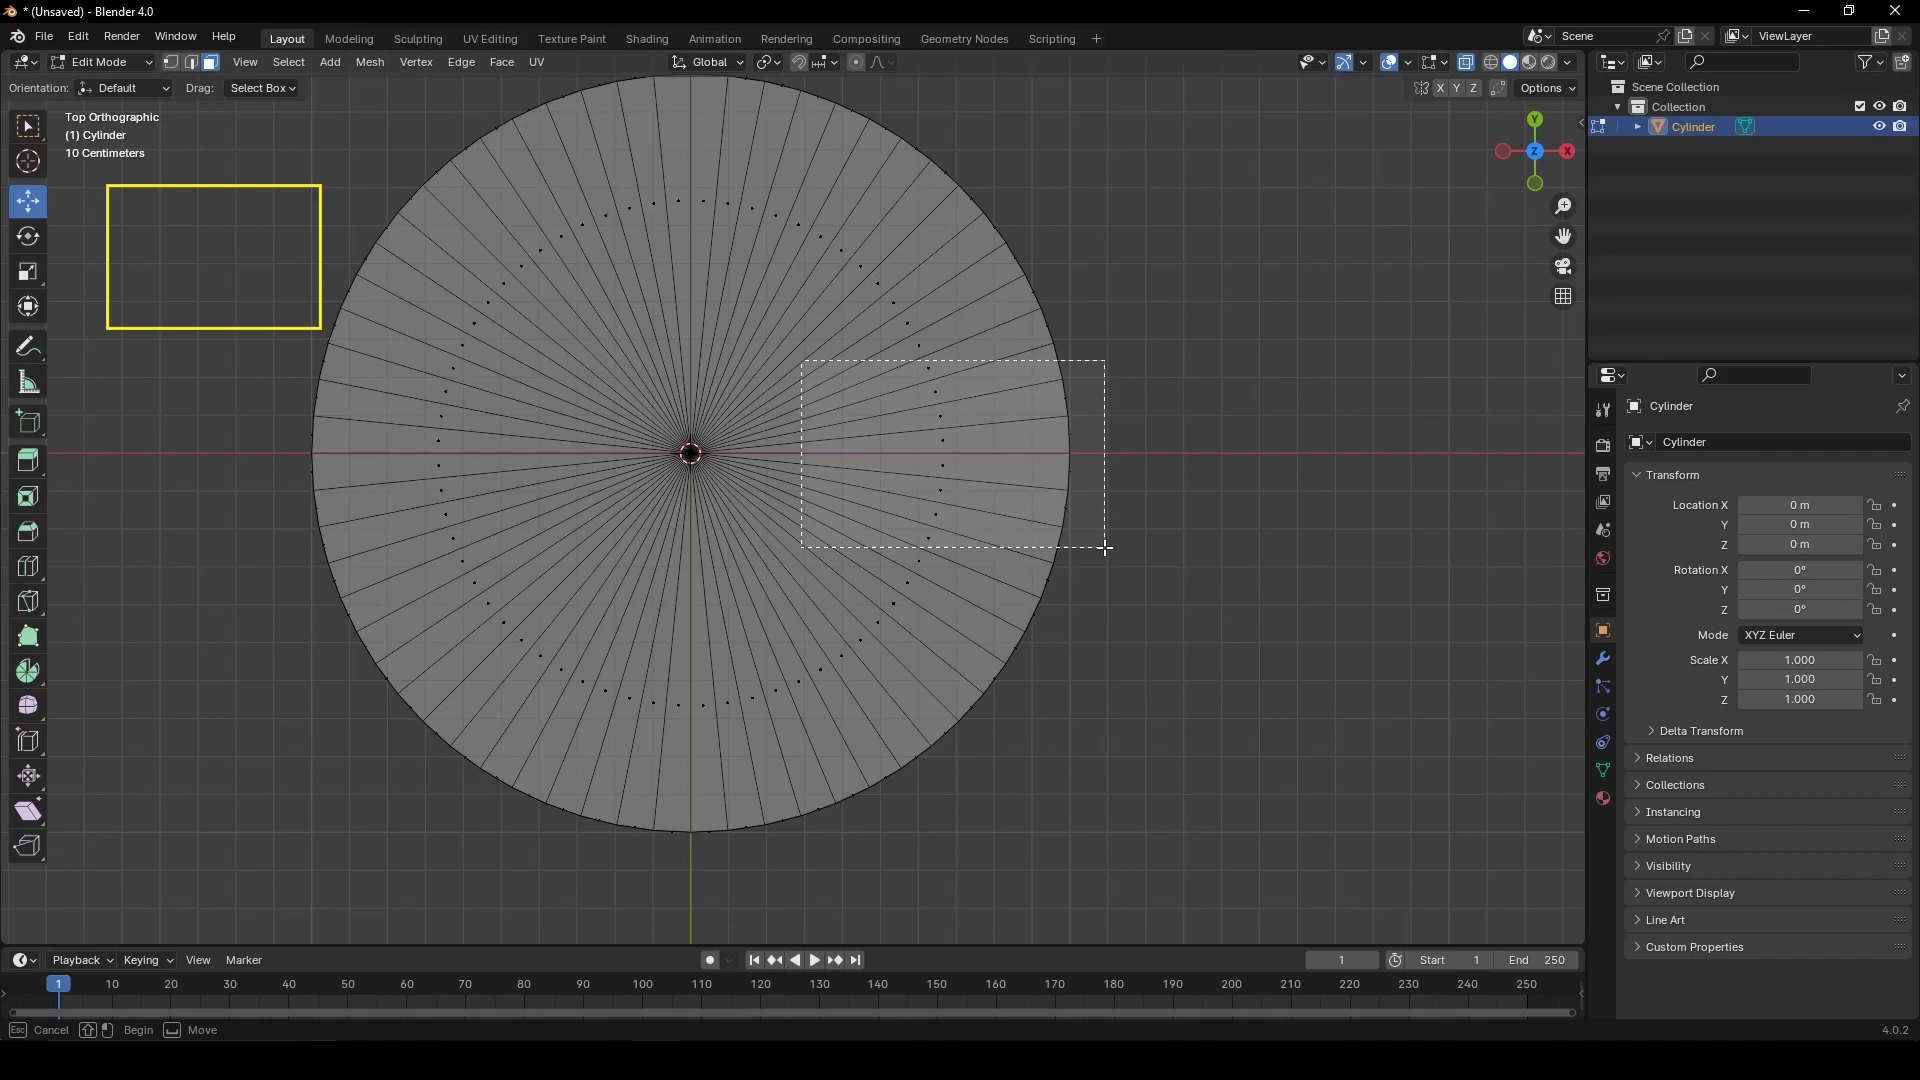 * (Unsaved) - Blender 4.0
File Edit Render Window Help Layout Modeling Sculpting UV Editing Texture Paint Shading Animation Rendering Compositing Geometry Nodes Scripting + Scene ViewLayer
Edit Mode View Select Add Mesh Vertex Edge Face UV Global
Orientation: Default Drag: Select Box X Y Z Options
Top Orthographic
(1) Cylinder
10 Centimeters
Y
Z X
Scene Collection
Collection
Cylinder
Cylinder
Cylinder
Transform
Location X 0 m
Y 0 m
Z 0 m
Rotation X 0°
Y 0°
Z 0°
Mode XYZ Euler
Scale X 1.000
Y 1.000
Z 1.000
Delta Transform
Relations
Collections
Instancing
Motion Paths
Visibility
Viewport Display
Line Art
Custom Properties
Playback Keying View Marker 1 Start 1 End 250
1 10 20 30 40 50 60 70 80 90 100 110 120 130 140 150 160 170 180 190 200 210 220 230 240 250
Esc Cancel Begin Move 4.0.2